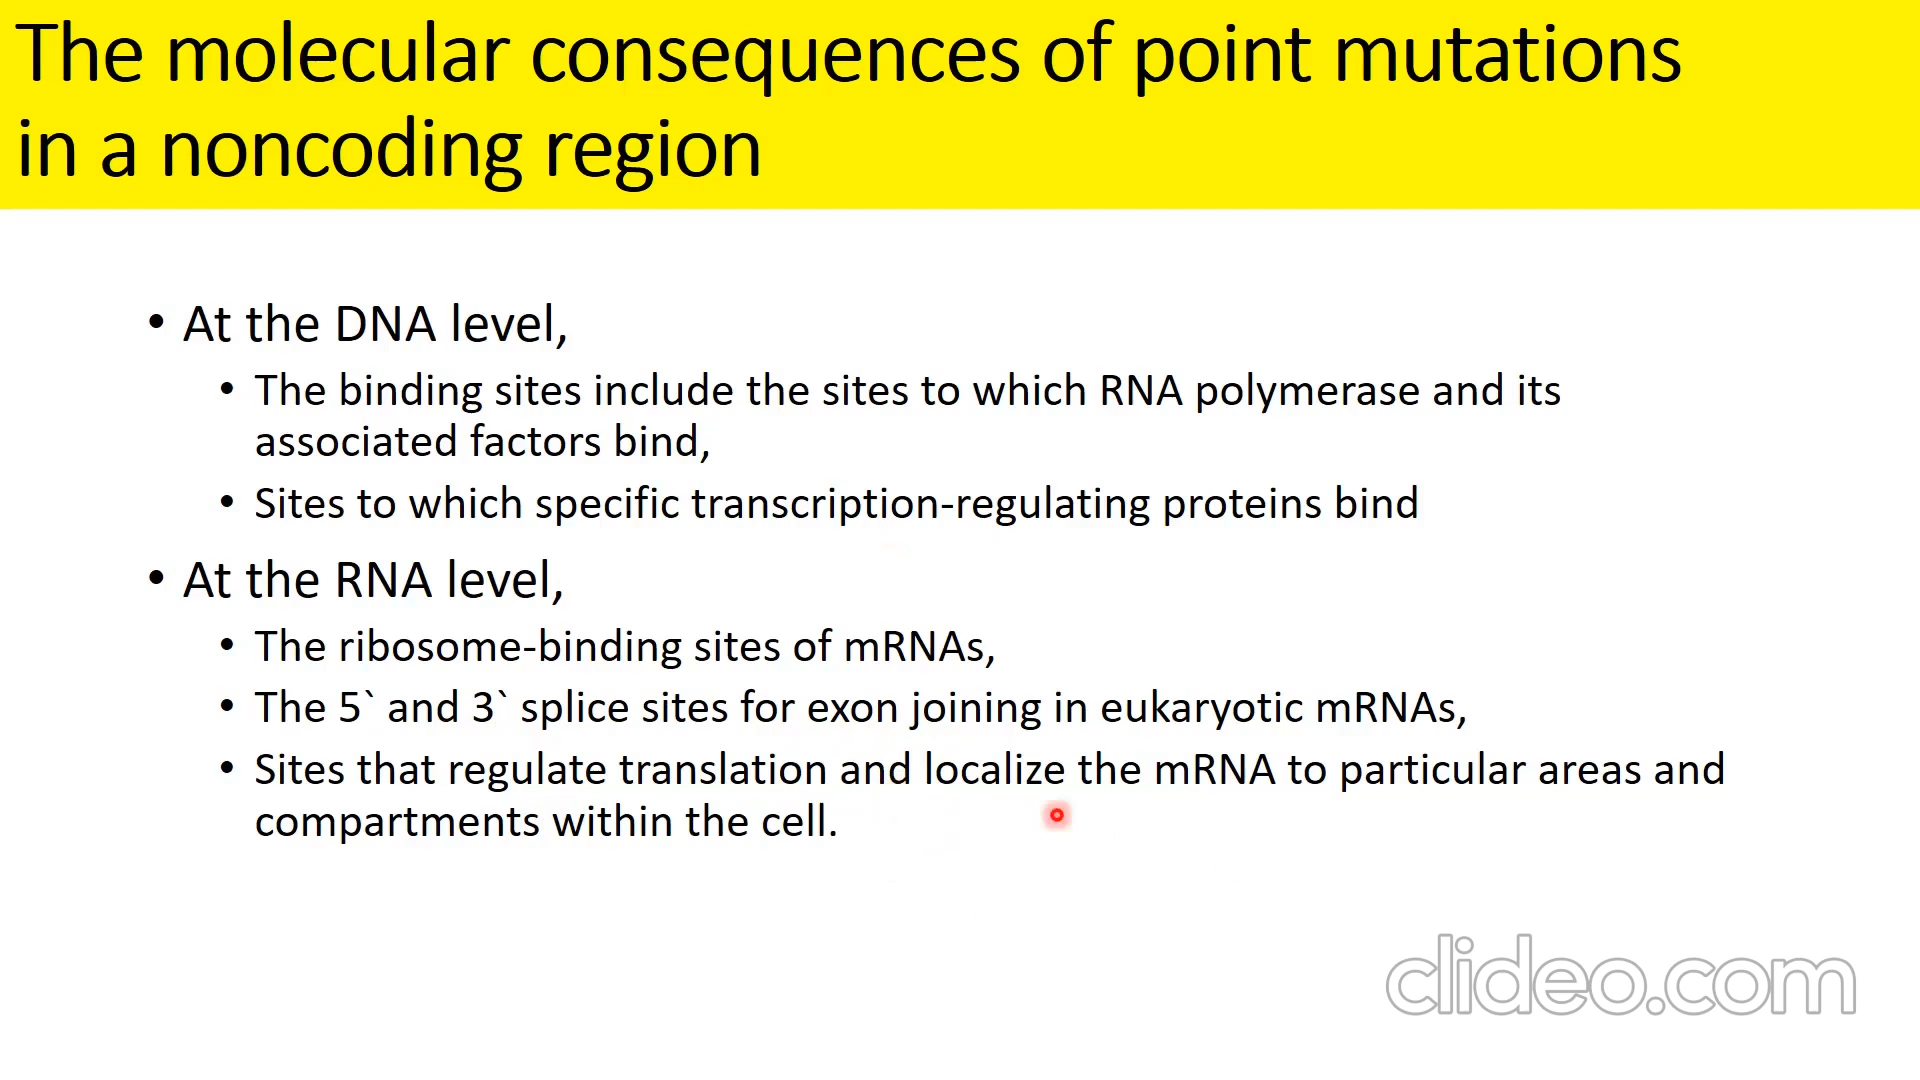 The molecular consequences of point mutations
in a noncoding region
• At the DNA level,
• The binding sites include the sites to which RNA polymerase and its
associated factors bind,
• Sites to which specific transcription-regulating proteins bind
• At the RNA level,
• The ribosome-binding sites of mRNAs,
• The 5` and 3` splice sites for exon joining in eukaryotic mRNAs,
• Sites that regulate translation and localize the mRNA to particular areas and
compartments within the cell.
clideo.com